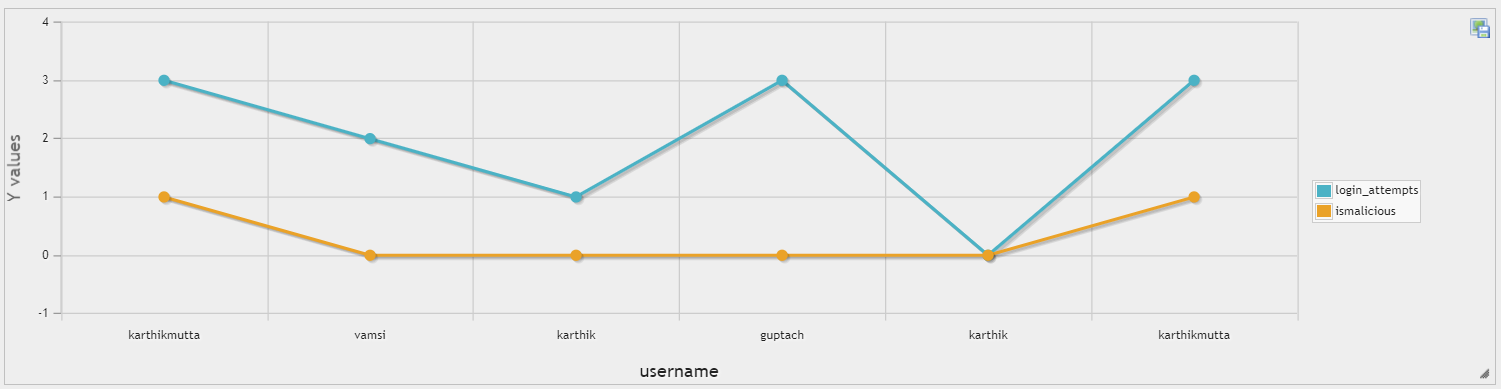 4
3
2
1
0
-1
Y values
karthikmutta vamsi karthik guptach karthik karthikmutta
username
login_attempts
ismalicious